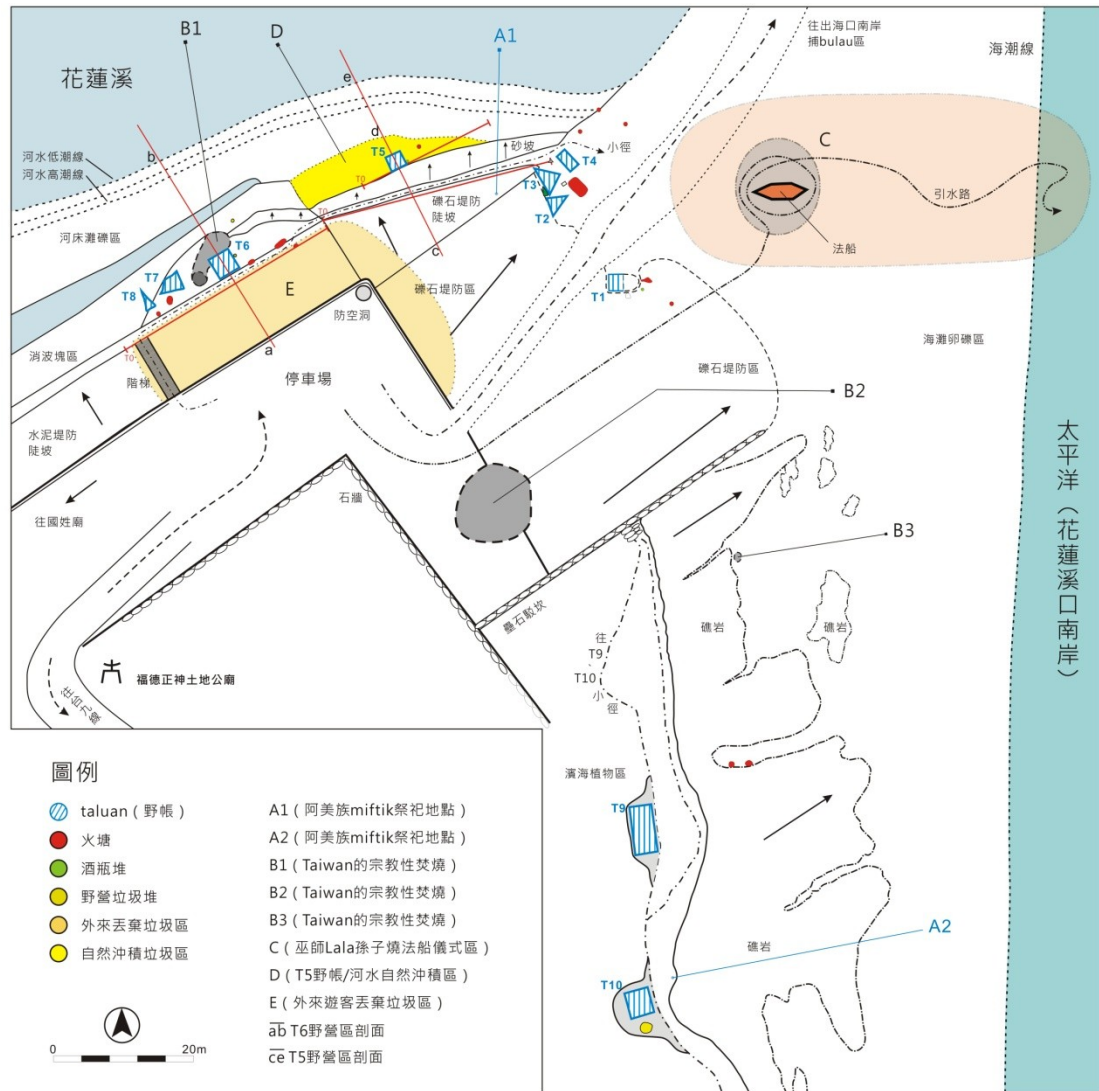 B1
D
A1
往出海口南岸
捕bulau區
海潮線
花蓮溪
e
b
d
T5
砂坡
小徑
C
T4
T0
河水低潮線
河水高潮線
T3
T2
引水路
礫石堤防
陡坡
T0
法船
河床灘礫區
T6
c
T7
E
T8
礫石堤防區
T1
防空洞
海灘卵礫區
a
T0
消波塊區
階梯
停車場
礫石堤防區
B2
水泥堤防
陡坡
太平洋（花蓮溪口南岸）
石牆
往國姓廟
B3
壘石駁坎
礁岩
礁岩
往
T9
T10
小
徑
福德正神土地公廟
往台九線
濱海植物區
T9
礁岩
A2
T10
圖例
taluan（野帳）
火塘
酒瓶堆
野營垃圾堆
外來丟棄垃圾區
自然沖積垃圾區
0 20m
A1（阿美族miftik祭祀地點）
A2（阿美族miftik祭祀地點）
B1（Taiwan的宗教性焚燒）
B2（Taiwan的宗教性焚燒）
B3（Taiwan的宗教性焚燒）
C（巫師Lala孫子燒法船儀式區）
D（T5野帳/河水自然沖積區）
E（外來遊客丟棄垃圾區）
ab T6野營區剖面
ce T5野營區剖面